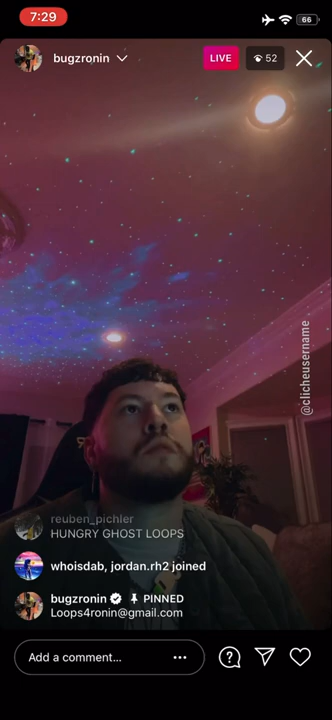 7:29
66
bugzronin
LIVE
52
@clicheusername
reuben_pichler
HUNGRY GHOST LOOPS
whoisdab, jordan.rh2 joined
bugzronin PINNED
Loops4ronin@gmail.com
Add a comment...